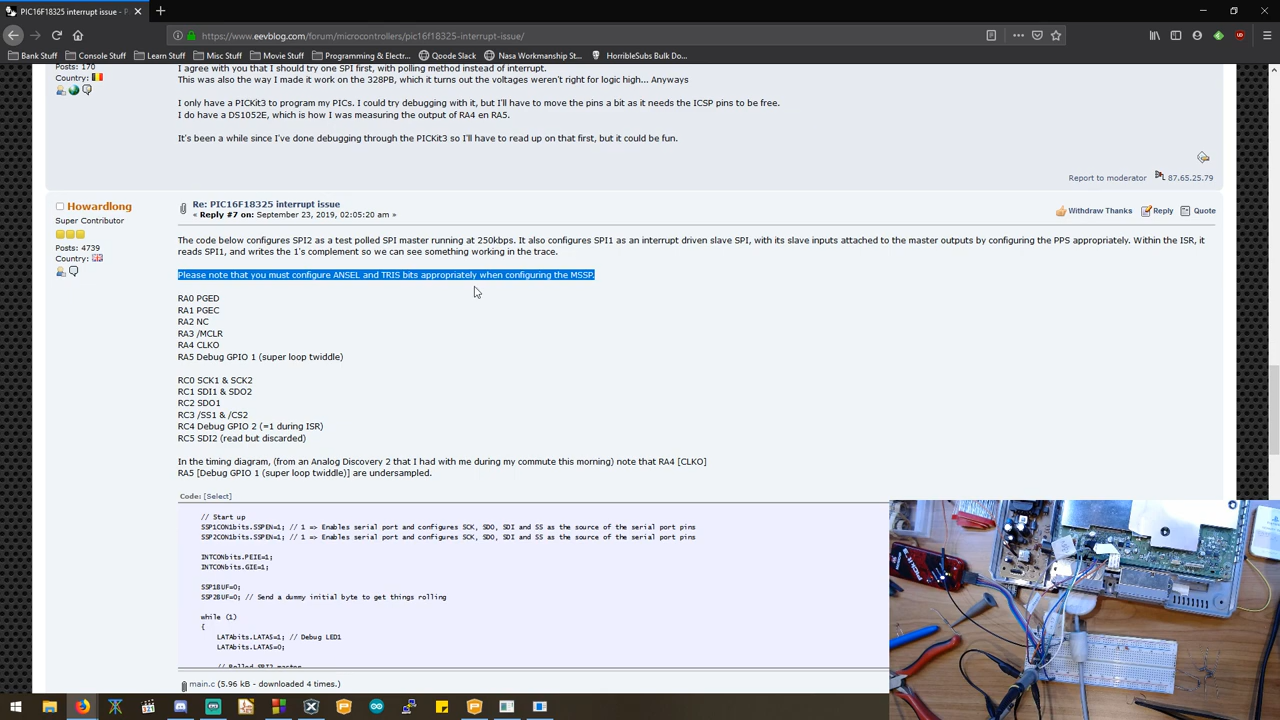 PIC16F18325 interrupt issue - P
https://www.eevblog.com/forum/microcontrollers/pic16f18325-interrupt-issue/
Bank Stuff
Console Stuff
Learn Stuff
Misc Stuff
Movie Stuff
Programming & Electr...
Qoode Slack
Nasa Workmanship St...
HorribleSubs Bulk Do...
Posts: 170
Country:
I agree with you that I should try one SPI first, with polling method instead of interrupt.
This was also the way I made it work on the 328PB, which it turns out the voltages weren't right for logic high... Anyways
I only have a PICKit3 to program my PICs. I could try debugging with it, but I'll have to move the pins a bit as it needs the ICSP pins to be free.
I do have a DS1052E, which is how I was measuring the output of RA4 en RA5.
It's been a while since I've done debugging through the PICKit3 so I'll have to read up on that first, but it could be fun.
Report to moderator 87.65.25.79
Howardlong
Super Contributor
Posts: 4739
Country:
Re: PIC16F18325 interrupt issue
« Reply #7 on: September 23, 2019, 02:05:20 am »
Withdraw Thanks Reply Quote
The code below configures SPI2 as a test polled SPI master running at 250kbps. It also configures SPI1 as an interrupt driven slave SPI, with its slave inputs attached to the master outputs by configuring the PPS appropriately. Within the ISR, it
reads SPI1, and writes the 1's complement so we can see something working in the trace.
Please note that you must configure ANSEL and TRIS bits appropriately when configuring the MSSP.
RA0 PGED
RA1 PGEC
RA2 NC
RA3 /MCLR
RA4 CLKO
RA5 Debug GPIO 1 (super loop twiddle)
RC0 SCK1 & SCK2
RC1 SDI1 & SDO2
RC2 SDO1
RC3 /SS1 & /CS2
RC4 Debug GPIO 2 (=1 during ISR)
RC5 SDI2 (read but discarded)
In the timing diagram, (from an Analog Discovery 2 that I had with me during my commute this morning) note that RA4 [CLKO]
RA5 [Debug GPIO 1 (super loop twiddle)] are undersampled.
Code: [Select]
// Start up
SSP1CON1bits.SSPEN=1; // 1 => Enables serial port and configures SCK, SDO, SDI and SS as the source of the serial port pins
SSP2CON1bits.SSPEN=1; // 1 => Enables serial port and configures SCK, SDO, SDI and SS as the source of the serial port pins
INTCONbits.PEIE=1;
INTCONbits.GIE=1;
SSP1BUF=0;
SSP2BUF=0; // Send a dummy initial byte to get things rolling
while (1)
{
LATAbits.LATA5=1; // Debug LED1
LATAbits.LATA5=0;
// Polled SPI2 master
main.c (5.96 kB - downloaded 4 times.)